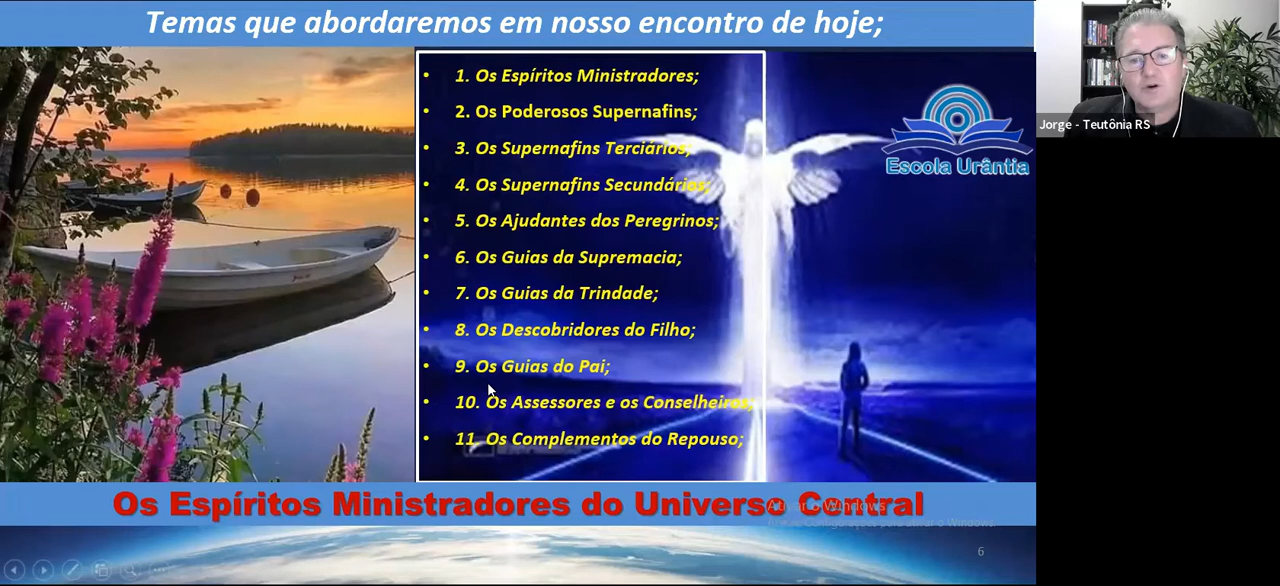 Temas que abordaremos em nosso encontro de hoje;
• 1. Os Espíritos Ministradores;
• 2. Os Poderosos Supernafins;
• 3. Os Supernafins Terciários;
• 4. Os Supernafins Secundários;
• 5. Os Ajudantes dos Peregrinos;
• 6. Os Guias da Supremacia;
• 7. Os Guias da Trindade;
• 8. Os Descobridores do Filho;
• 9. Os Guias do Pai;
• 10. Os Assessores e os Conselheiros;
• 11. Os Complementos do Repouso;
Escola Urântia
Jorge - Teutônia RS
Os Espíritos Ministradores do Universo Central
Ativar o Windows
6